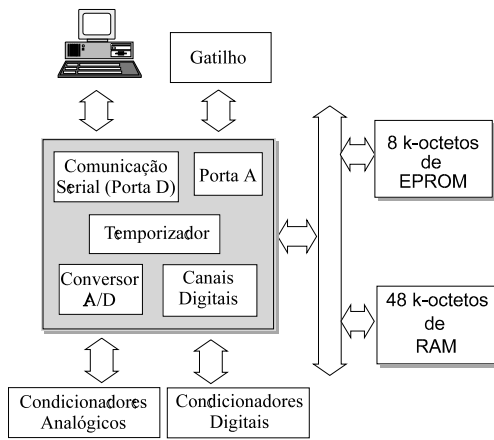 Gatilho
Comunicação
Serial (Porta D)
Porta A
Temporizador
Conversor
A/D
Canais
Digitais
8 k-octetos
de
EPROM
48 k-octetos
de
RAM
Condicionadores
Analógicos
Condicionadores
Digitais